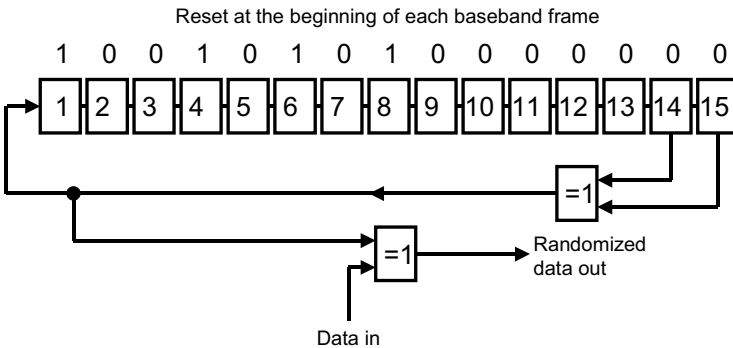 Reset at the beginning of each baseband frame
1 0 0 1 0 1 0 1 0 0 0 0 0 0 0
1 2 3 4 5 6 7 8 9 10 11 12 13 14 15
=1
=1
Randomized
data out
Data in